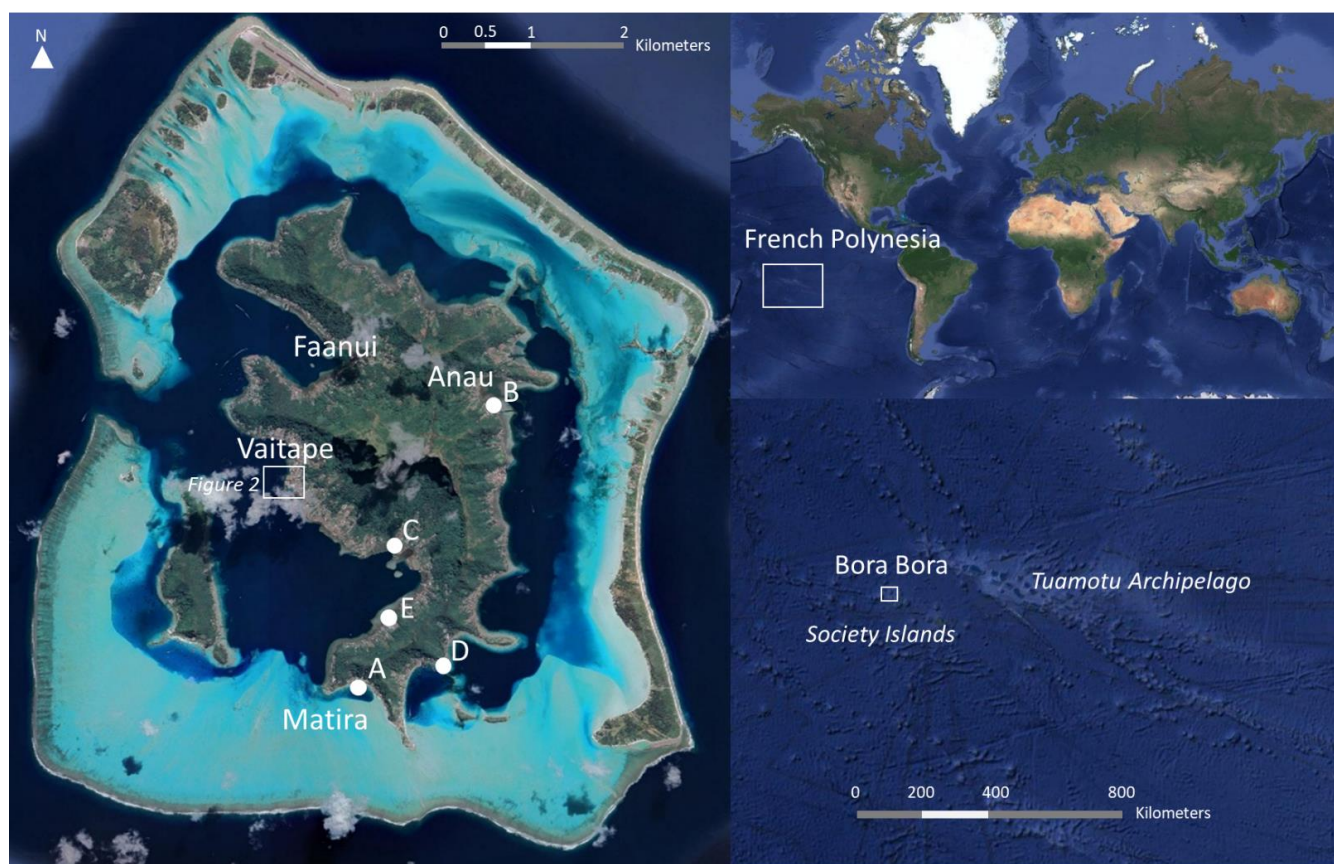 N
0 0.5 1 2
Kilometers
Faanui
Anau
B
Vaitape
Figure 2
C
E
D
A
Matira
French Polynesia
Bora Bora
Tuamotu Archipelago
Society Islands
0 200 400 800
Kilometers